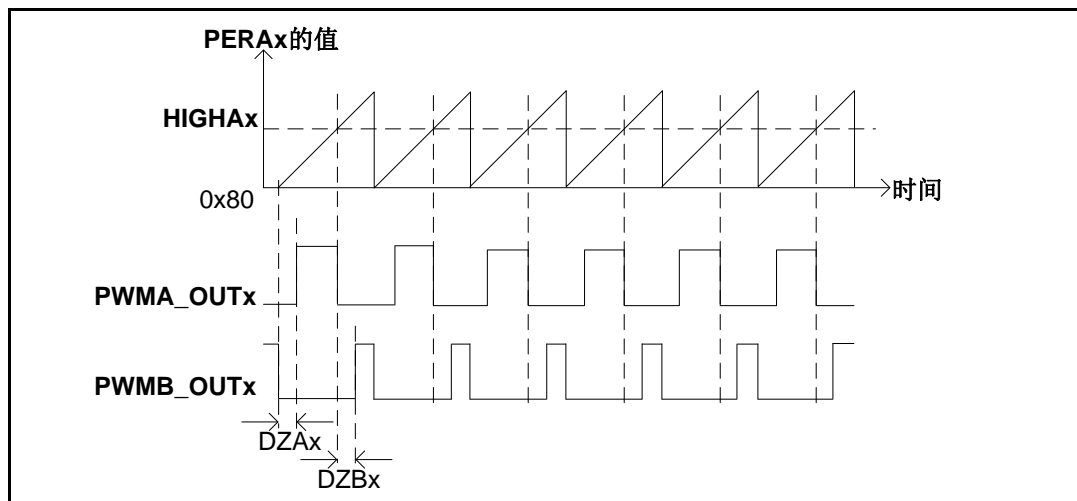 PERAx的值
HIGHAx
0x80
时间
PWMA_OUTx
PWMB_OUTx
DZAx
DZBx